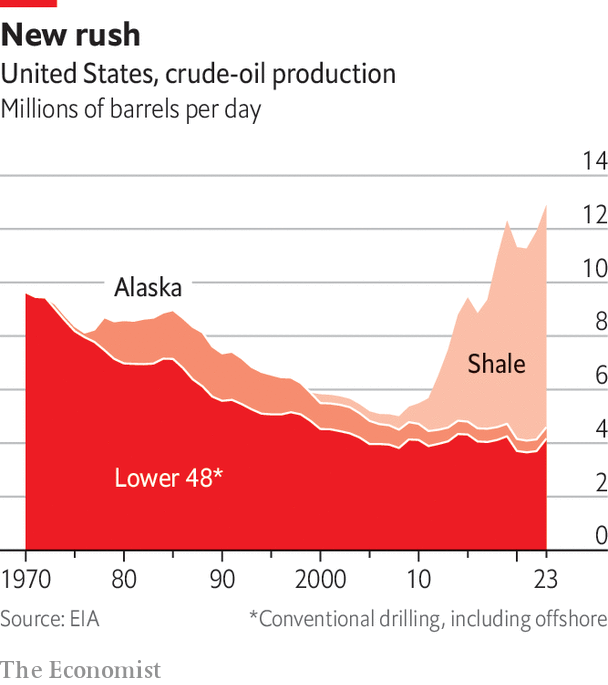 New rush
United States, crude-oil production
Millions of barrels per day
14
12
10
Alaska
8
Shale
6
4
Lower 48*
2
0
1970 80 90 2000 10 23
Source: EIA *Conventional drilling, including offshore
The Economist